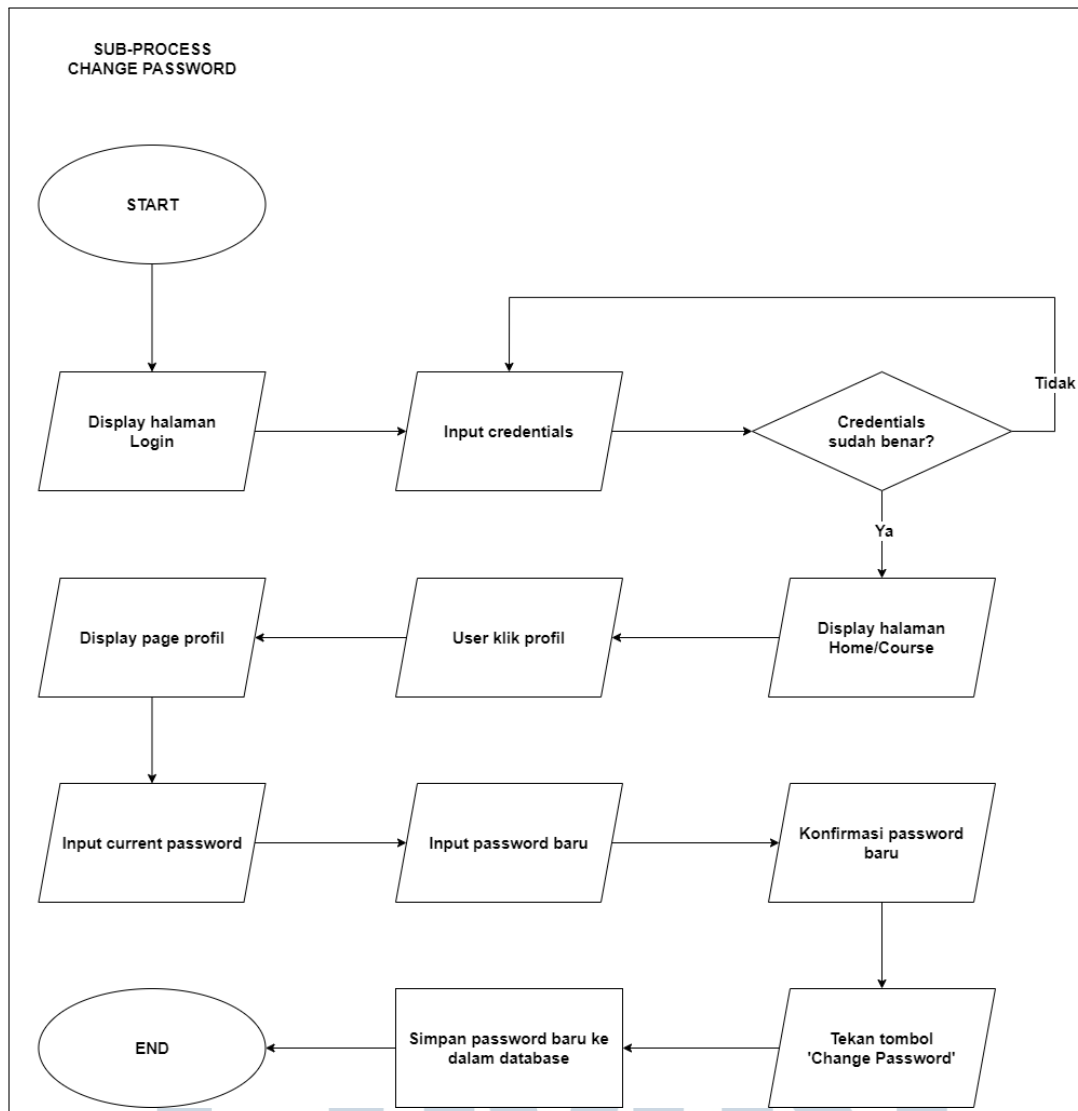 SUB-PROCESS
CHANGE PASSWORD
START
Display halaman
Login
Input credentials
Credentials
sudah benar?
Tidak
Ya
Display page profil
User klik profil
Display halaman
Home/Course
Input current password
Input password baru
Konfirmasi password
baru
END
Simpan password baru ke
dalam database
Tekan tombol
'Change Password'